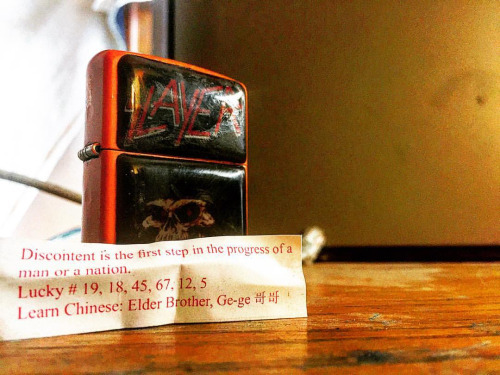 SLAYER
Discontent is the first step in the progress of a
man or a nation.
Lucky # 19, 18, 45, 67, 12, 5
Learn Chinese: Elder Brother, Ge-ge 哥哥